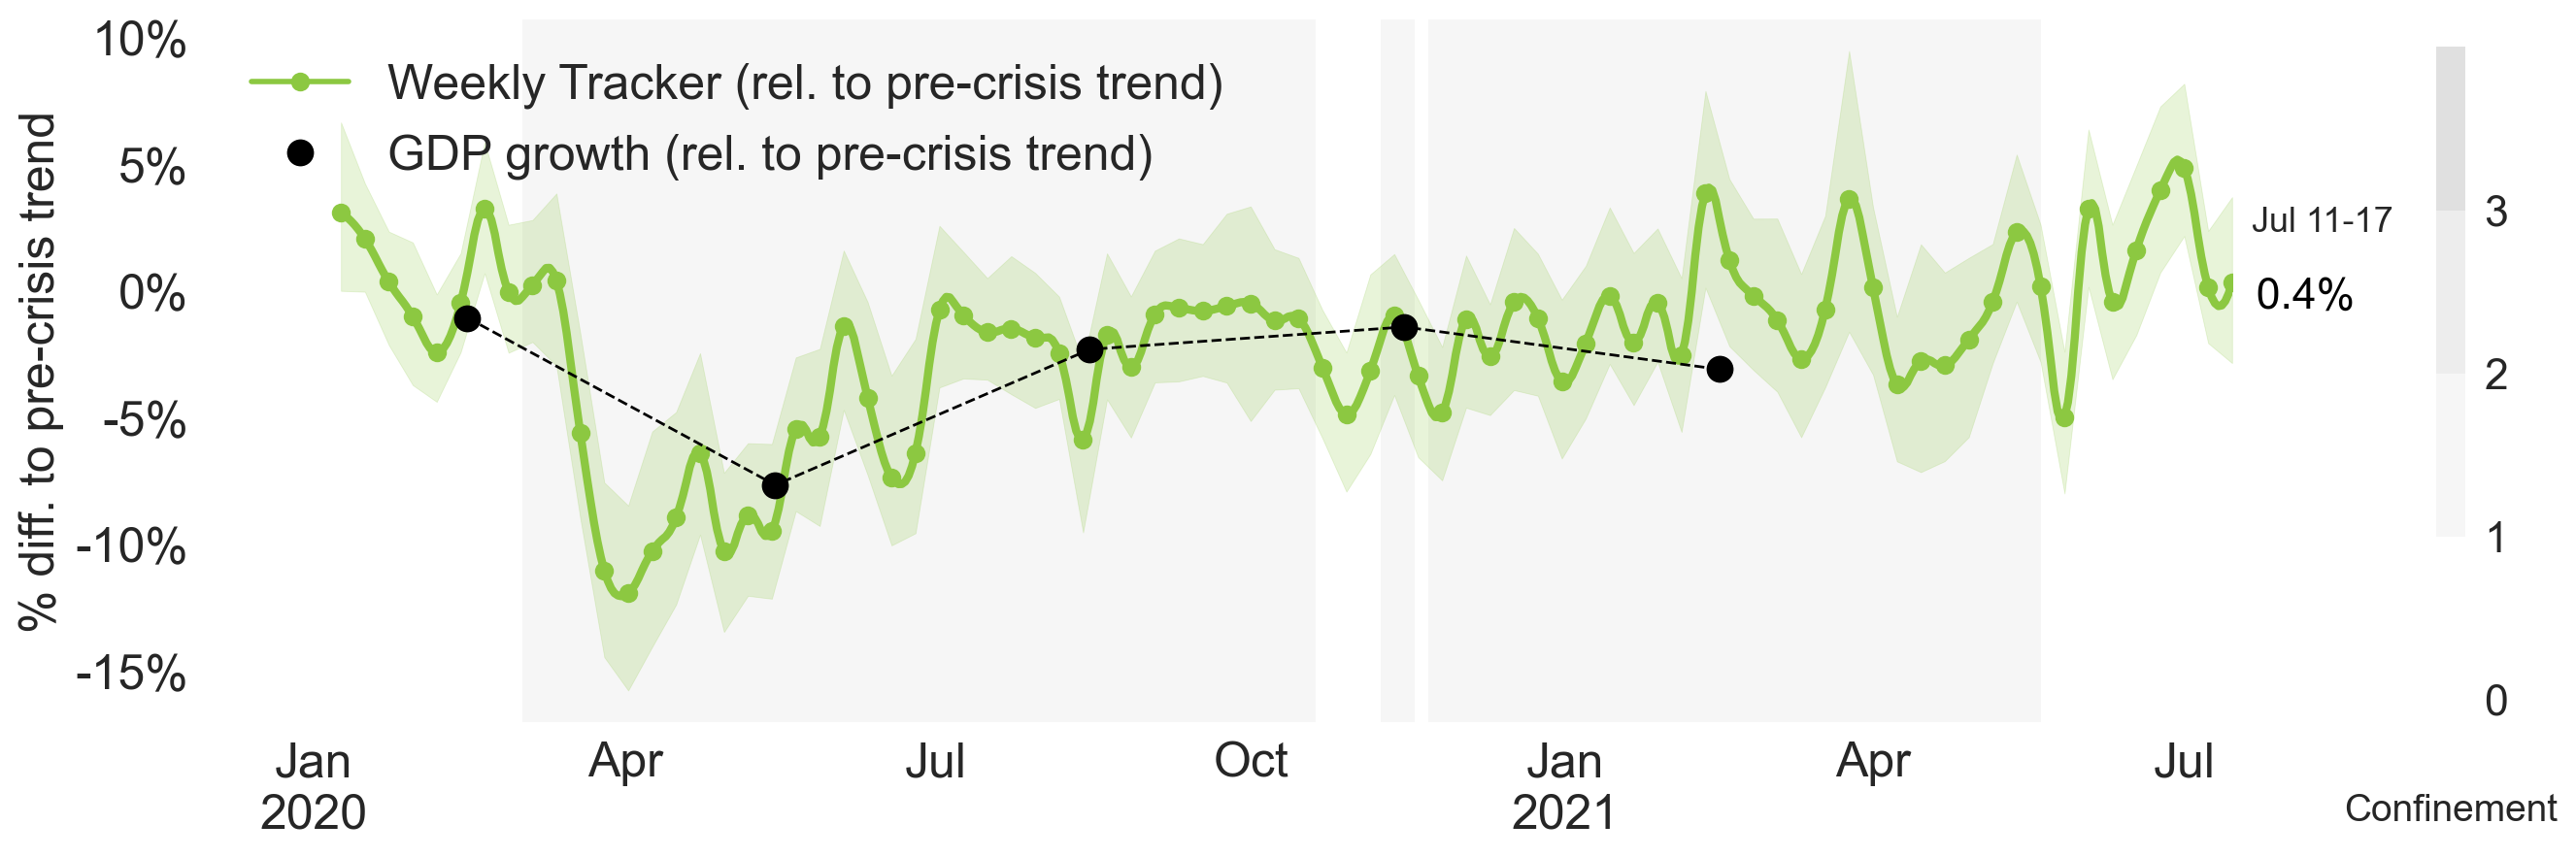 % diff. to pre-crisis trend
10%
5%
0%
-5%
-10%
-15%
Weekly Tracker (rel. to pre-crisis trend)
GDP growth (rel. to pre-crisis trend)
Jul 11-17
0.4%
3
2
1
0
Jan
2020
Apr
Jul
Oct
Jan
2021
Apr
Jul
Confinement